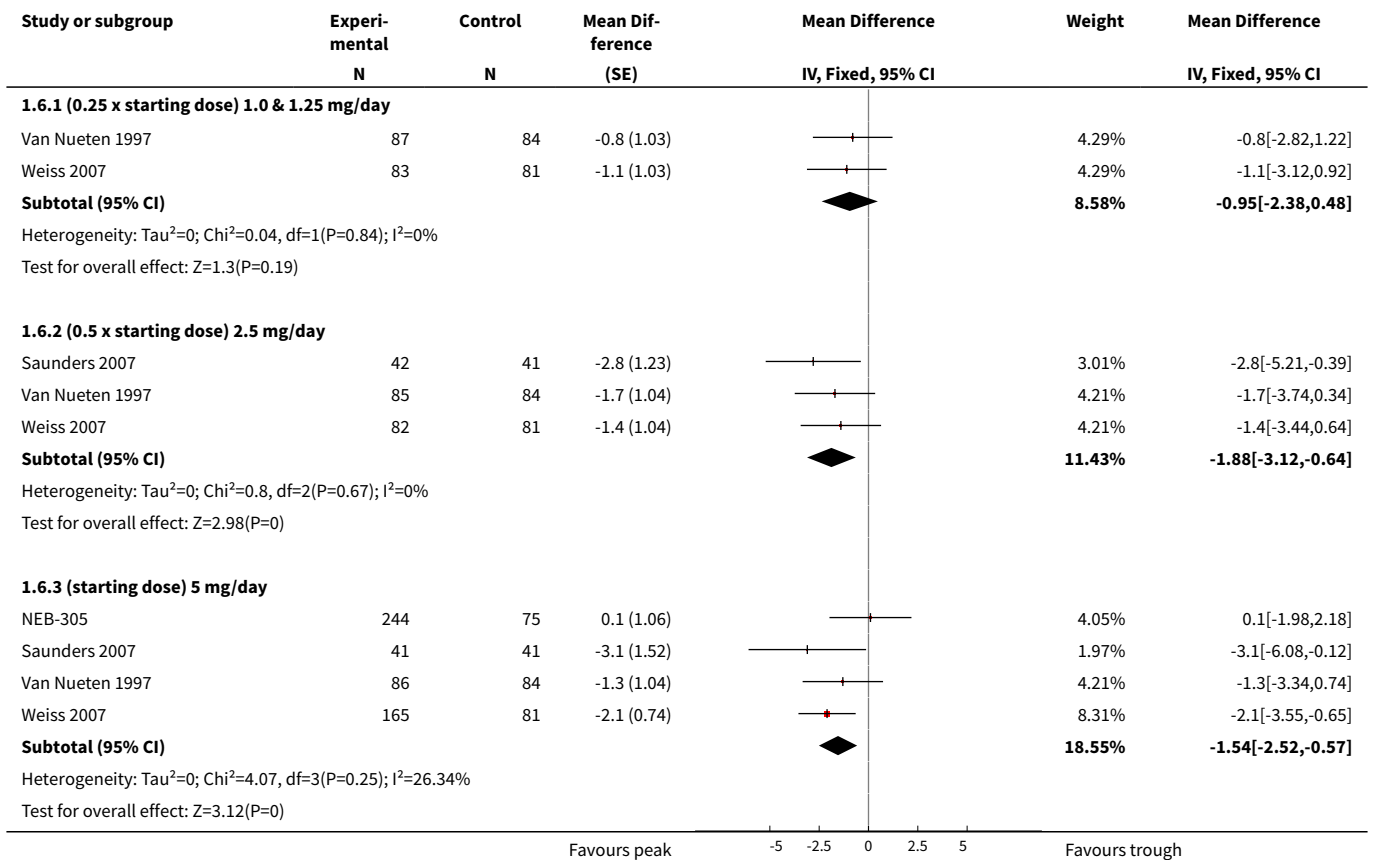 Study or subgroup Experi- Control Mean Dif- Mean Difference Weight Mean Difference
mental ference
N N (SE) IV, Fixed, 95% CI IV, Fixed, 95% CI
1.6.1 (0.25 x starting dose) 1.0 & 1.25 mg/day
Van Nueten 1997 87 84 -0.8 (1.03) 4.29% -0.8[-2.82,1.22]
Weiss 2007 83 81 -1.1 (1.03) 4.29% -1.1[-3.12,0.92]
Subtotal (95% CI) 8.58% -0.95[-2.38,0.48]
Heterogeneity: Tau²=0; Chi²=0.04, df=1(P=0.84); I²=0%
Test for overall effect: Z=1.3(P=0.19)
1.6.2 (0.5 x starting dose) 2.5 mg/day
Saunders 2007 42 41 -2.8 (1.23) 3.01% -2.8[-5.21,-0.39]
Van Nueten 1997 85 84 -1.7 (1.04) 4.21% -1.7[-3.74,0.34]
Weiss 2007 82 81 -1.4 (1.04) 4.21% -1.4[-3.44,0.64]
Subtotal (95% CI) 11.43% -1.88[-3.12,-0.64]
Heterogeneity: Tau²=0; Chi²=0.8, df=2(P=0.67); I²=0%
Test for overall effect: Z=2.98(P=0)
1.6.3 (starting dose) 5 mg/day
NEB-305 244 75 0.1 (1.06) 4.05% 0.1[-1.98,2.18]
Saunders 2007 41 41 -3.1 (1.52) 1.97% -3.1[-6.08,-0.12]
Van Nueten 1997 86 84 -1.3 (1.04) 4.21% -1.3[-3.34,0.74]
Weiss 2007 165 81 -2.1 (0.74) 8.31% -2.1[-3.55,-0.65]
Subtotal (95% CI) 18.55% -1.54[-2.52,-0.57]
Heterogeneity: Tau²=0; Chi²=4.07, df=3(P=0.25); I²=26.34%
Test for overall effect: Z=3.12(P=0)
Favours peak -5 -2.5 0 2.5 5 Favours trough